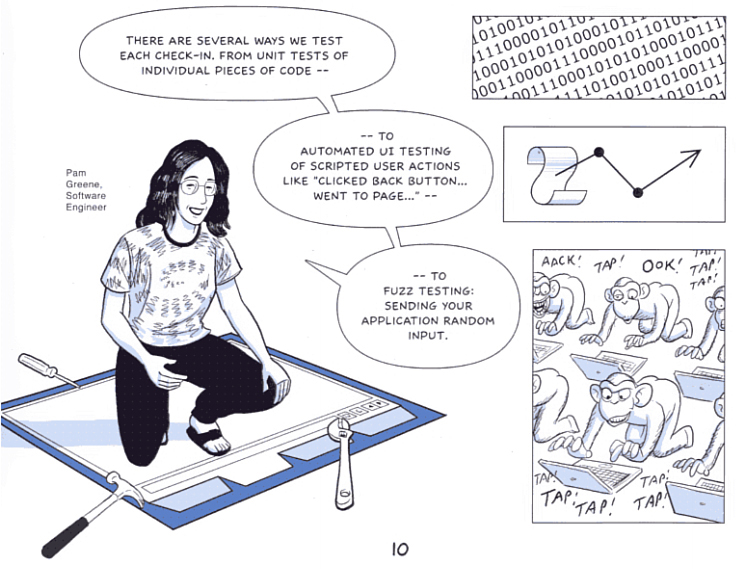 THERE ARE SEVERAL WAYS WE TEST
EACH CHECK-IN. FROM UNIT TESTS OF
INDIVIDUAL PIECES OF CODE --
-- TO
AUTOMATED UI TESTING
OF SCRIPTED USER ACTIONS
LIKE "CLICKED BACK BUTTON...
WENT TO PAGE..." --
Pam
Greene,
Software
Engineer
-- TO
FUZZ TESTING:
SENDING YOUR
APPLICATION RANDOM
INPUT.
AACK!
TAP!
OOK!
TAP!
TAP!
TAP!
TAP!
TAP!
TAP!
TAP!
TAP!
10